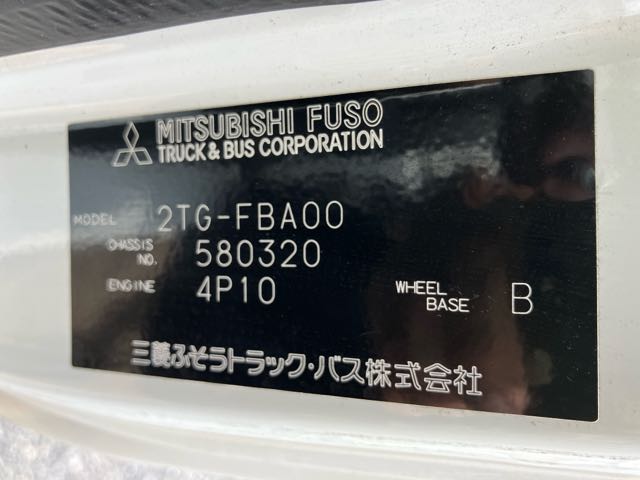 MITSUBISHI FUSO
TRUCK & BUS CORPORATION
MODEL 2TG-FBA00
CHASSIS NO. 580320
ENGINE 4P10 WHEEL BASE B
三菱ふそうトラック・バス株式会社